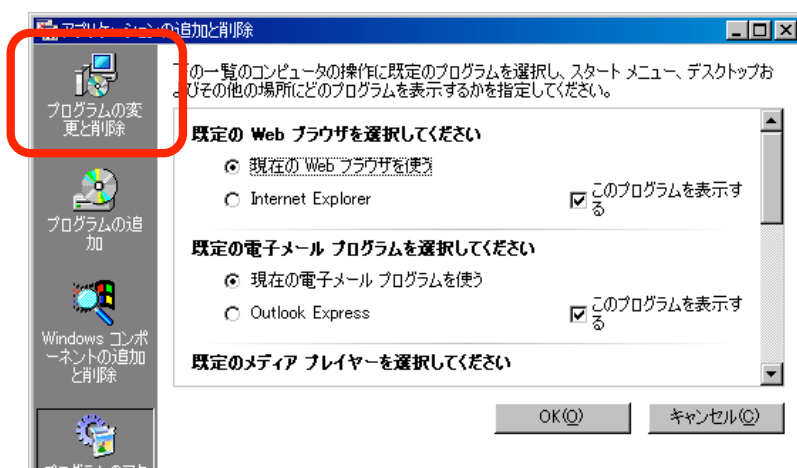 アプリケーションの追加と削除
プログラムの変
更と削除
プログラムの追
加
Windows コンポ
ーネントの追加
と削除
の一覧のコンピュータの操作に既定のプログラムを選択し、スタート メニュー、デスクトップお
よびその他の場所にどのプログラムを表示するかを指定してください。
既定の Web ブラウザを選択してください
現在の Web ブラウザを使う
Internet Explorer
このプログラムを表示す
る
既定の電子メール プログラムを選択してください
現在の電子メール プログラムを使う
Outlook Express
このプログラムを表示す
る
既定のメディア プレイヤーを選択してください
OK(O)
キャンセル(C)